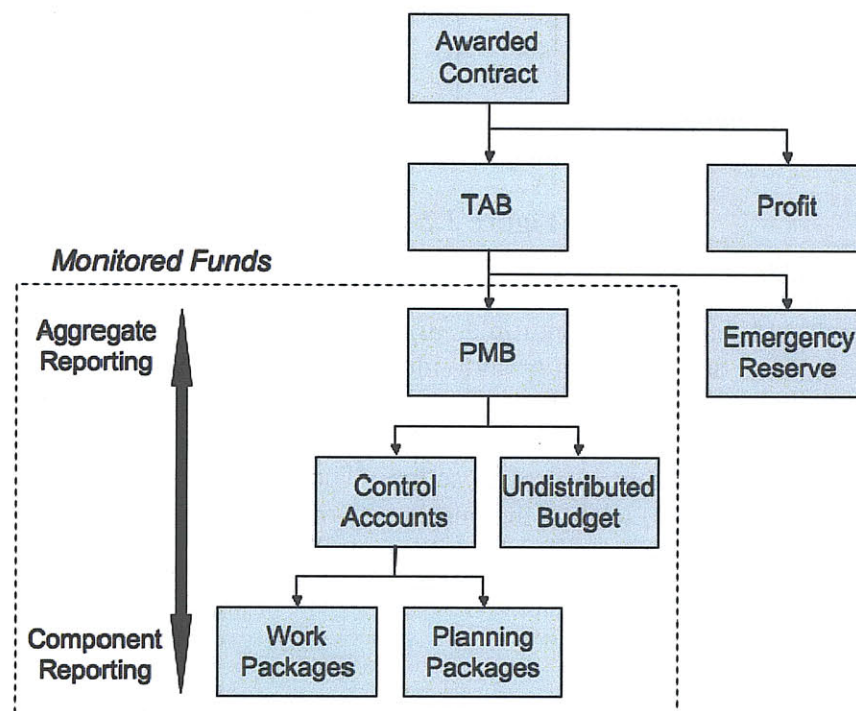 Awarded
Contract
TAB
Profit
Monitored Funds
Aggregate
Reporting
PMB
Emergency
Reserve
Control
Accounts
Undistributed
Budget
Component
Reporting
Work
Packages
Planning
Packages